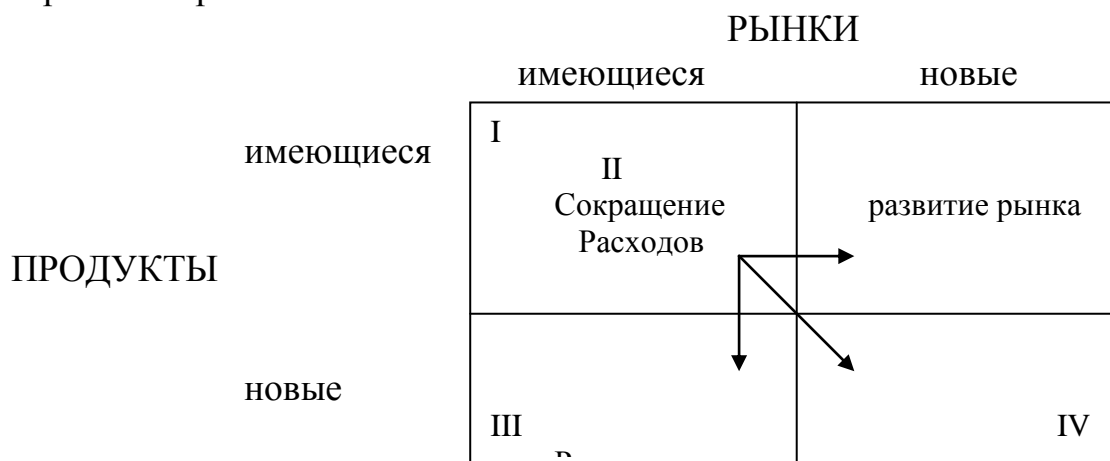 РЫНКИ
имеющиеся новые
I
имеющиеся
II
Сокращение развитие рынка
Расходов
ПРОДУКТЫ
новые
III IV